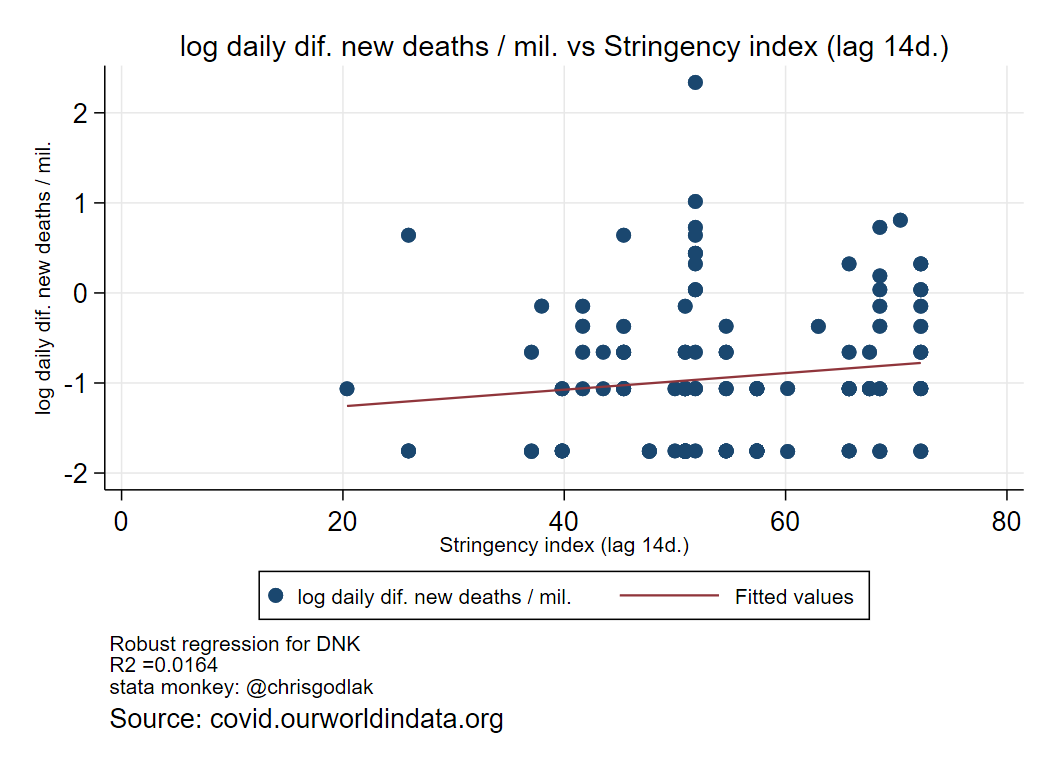 log daily dif. new deaths / mil. vs Stringency index (lag 14d.)
log daily dif. new deaths / mil.
2
1
0
-1
-2
0
20
40
60
80
Stringency index (lag 14d.)
log daily dif. new deaths / mil.
Fitted values
Robust regression for DNK
R2 =0.0164
stata monkey: @chrisgodlak
Source: covid.ourworldindata.org